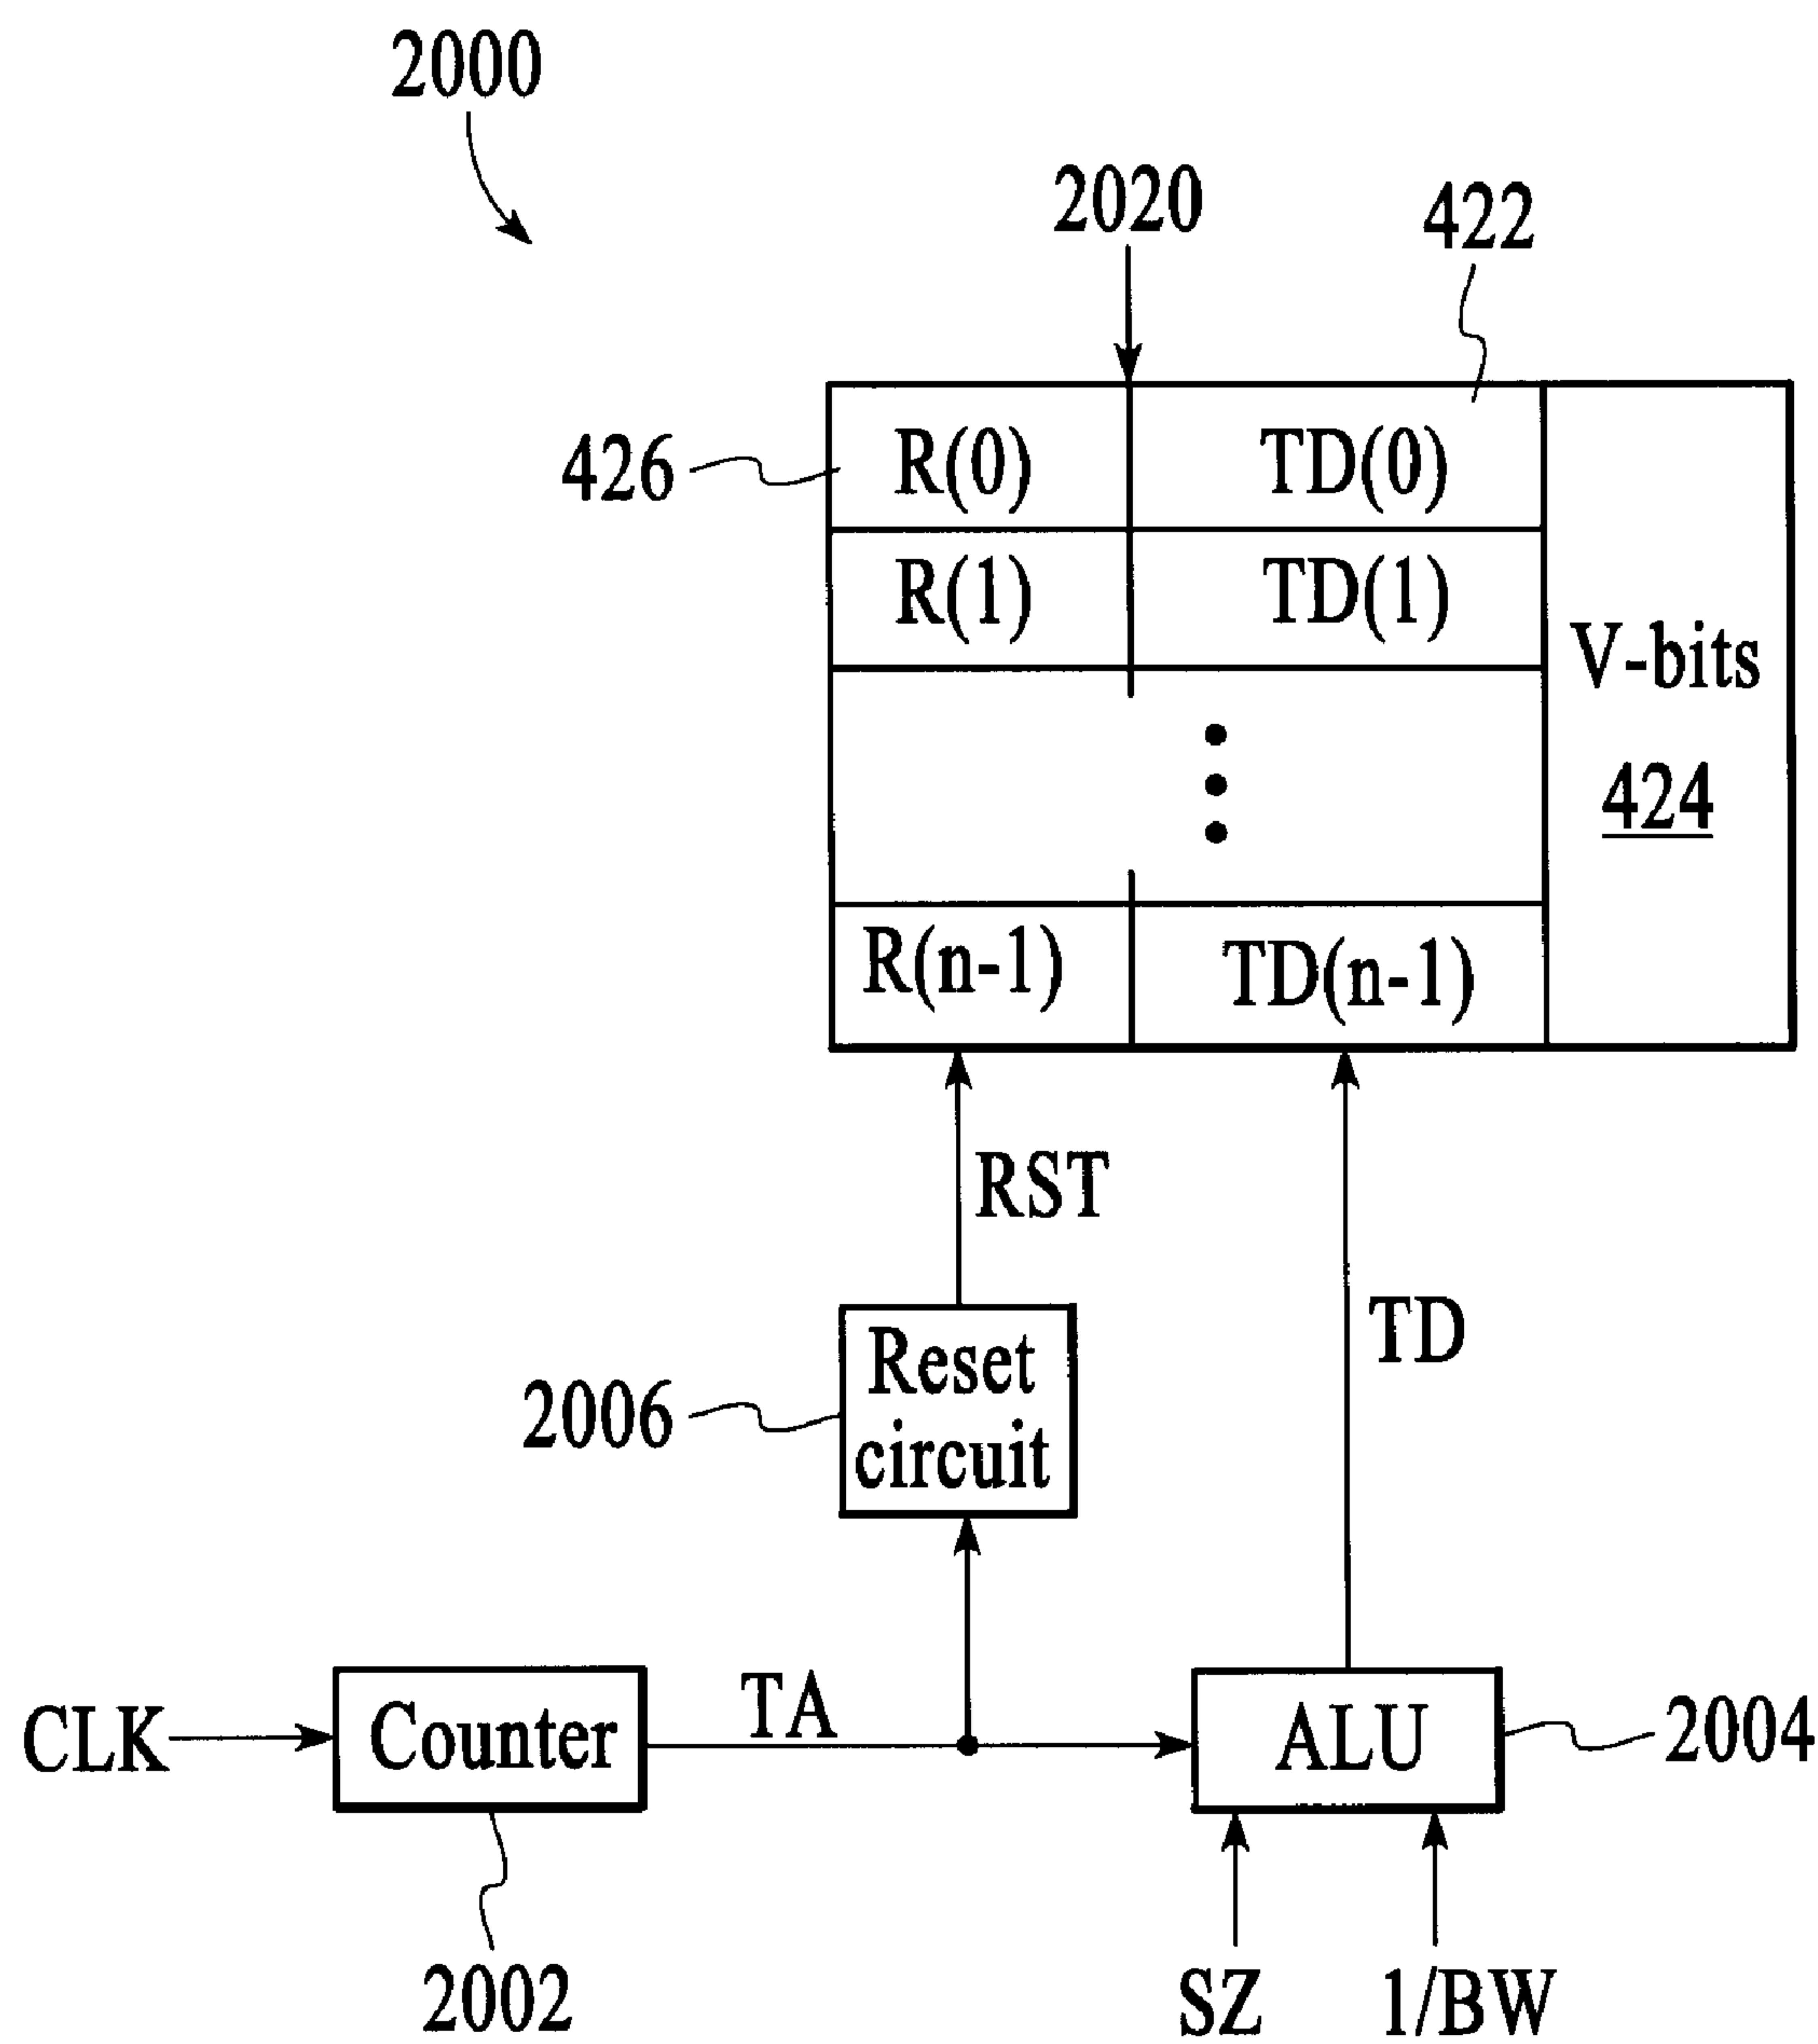 2000
2020
422
426
R(0) TD(0)
R(1) TD(1)
V-bits
424
R(n-1) TD(n-1)
RST
TD
2006
Reset
circuit
CLK
Counter
TA
ALU
2004
2002
SZ
1/BW